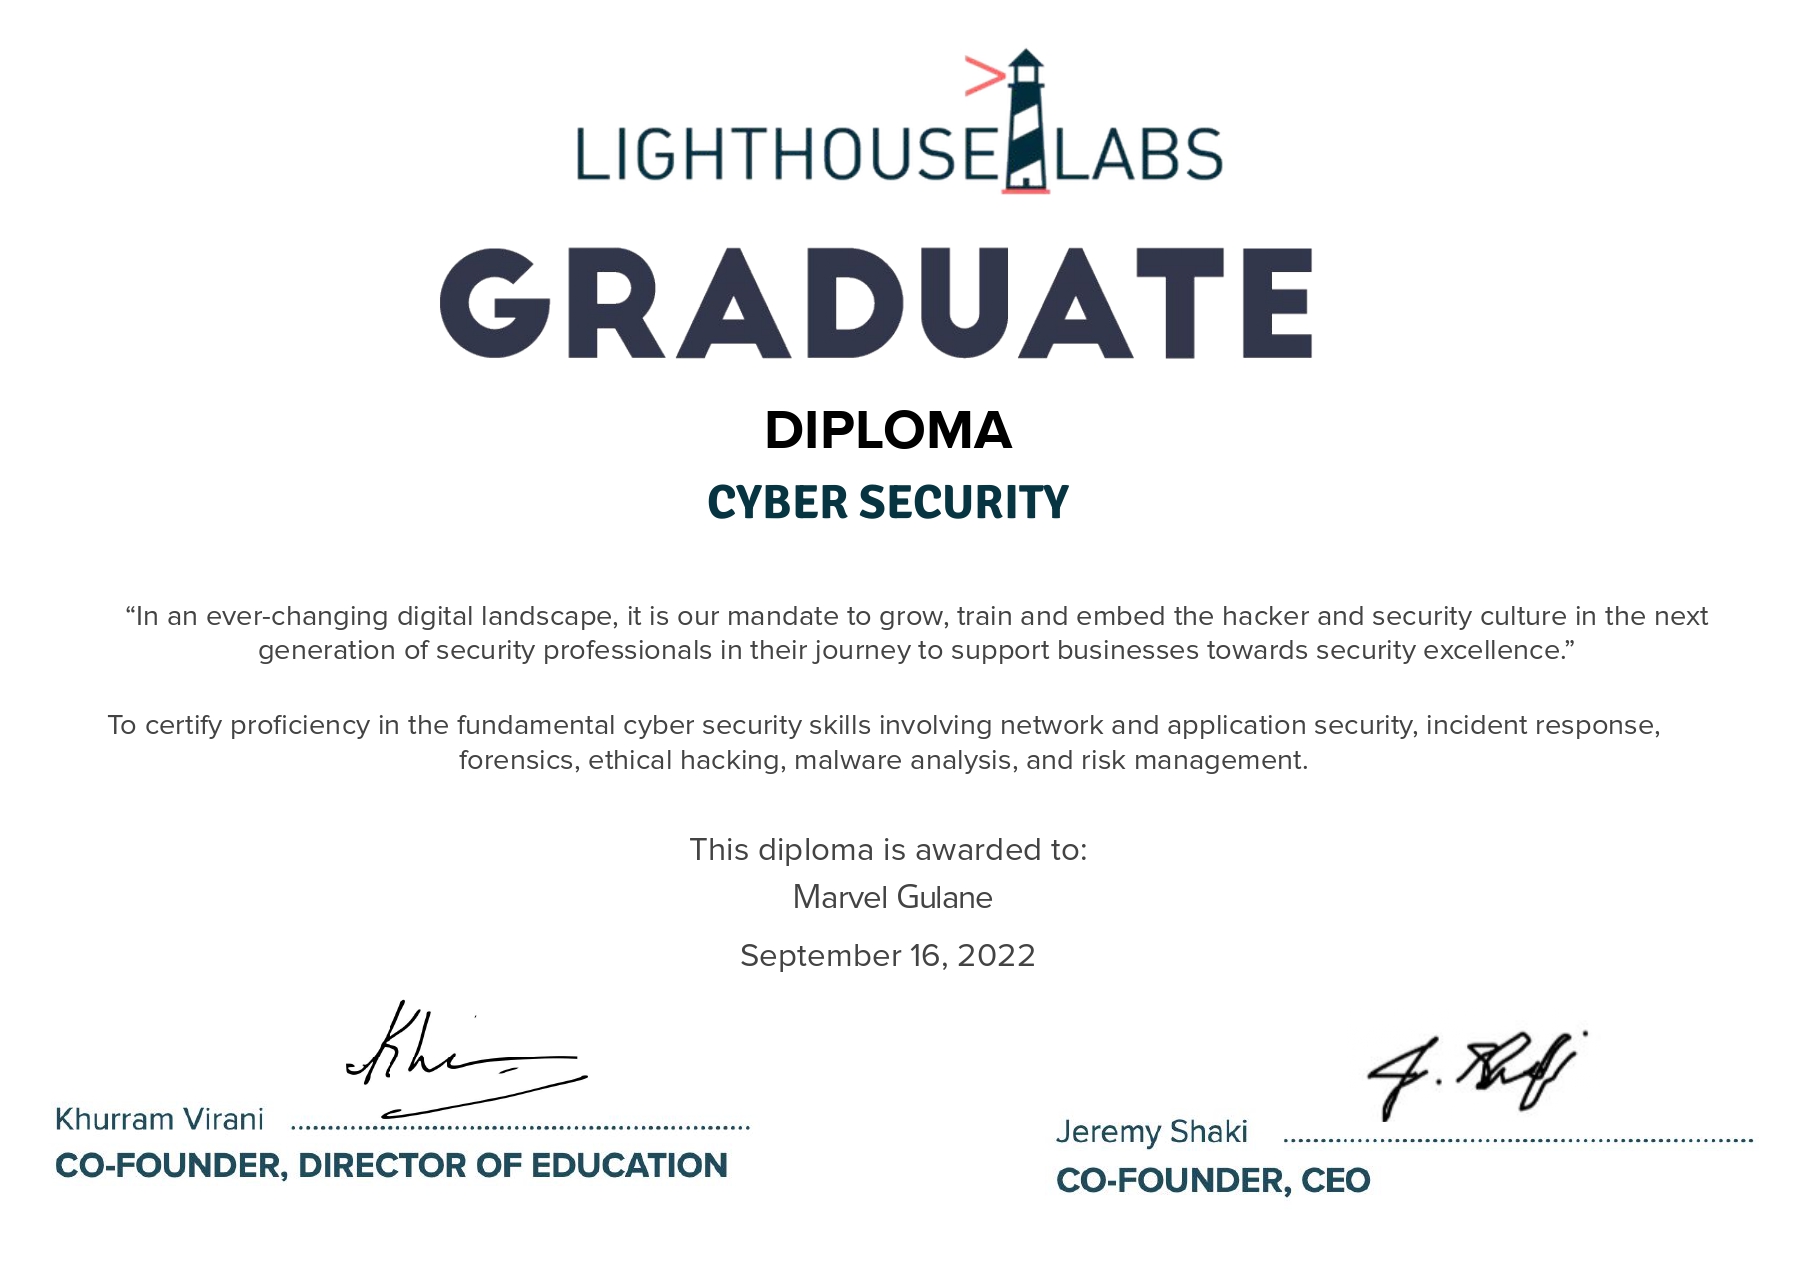 LIGHTHOUSE LABS
GRADUATE
DIPLOMA
CYBER SECURITY
“In an ever-changing digital landscape, it is our mandate to grow, train and embed the hacker and security culture in the next
generation of security professionals in their journey to support businesses towards security excellence.”
To certify proficiency in the fundamental cyber security skills involving network and application security, incident response,
forensics, ethical hacking, malware analysis, and risk management.
This diploma is awarded to:
Marvel Gulane
September 16, 2022
Khurram Virani
CO-FOUNDER, DIRECTOR OF EDUCATION
J. Shaki
Jeremy Shaki
CO-FOUNDER, CEO